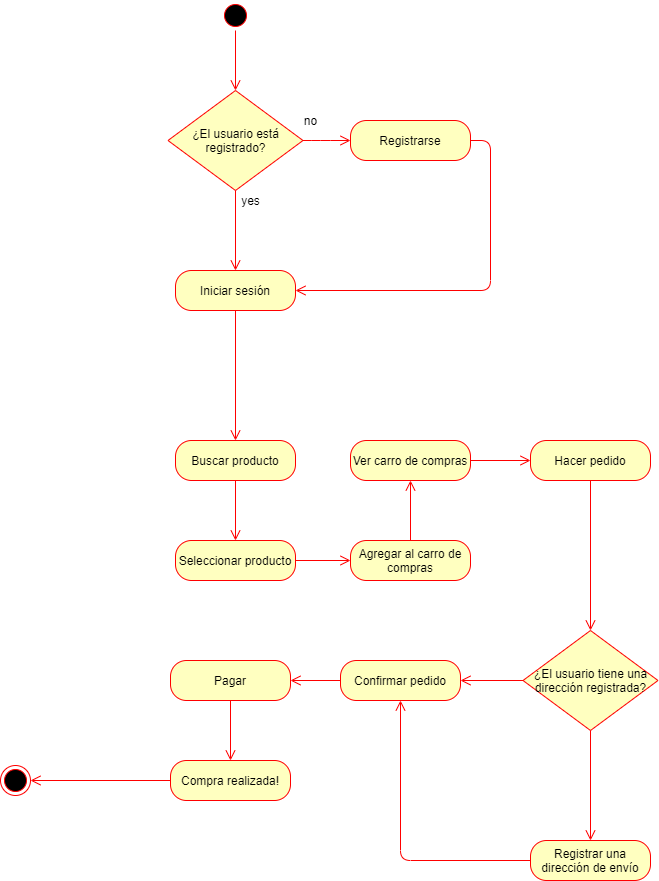 ¿El usuario está
registrado?
no
Registrarse
yes
Iniciar sesión
Buscar producto
Ver carro de compras
Hacer pedido
Seleccionar producto
Agregar al carro de
compras
¿El usuario tiene una
dirección registrada?
Confirmar pedido
Pagar
Compra realizada!
Registrar una
dirección de envío